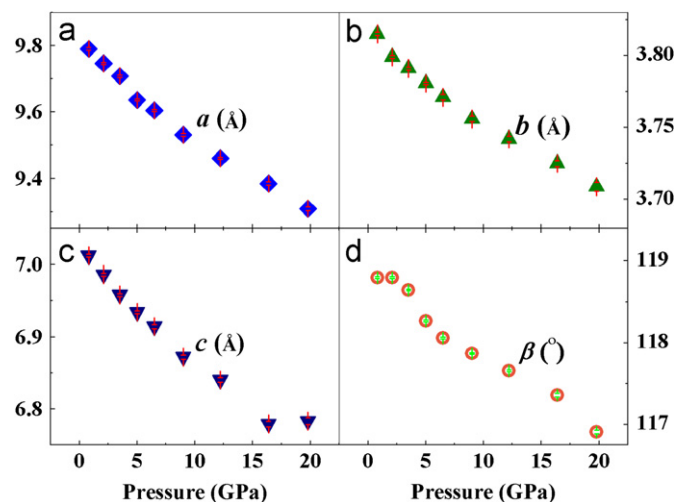 a
b
9.8
9.6
9.4
a (Å)
b (Å)
3.80
3.75
3.70
c
d
7.0
6.9
6.8
c (Å)
β (°)
119
118
117
0 5 10 15 20
0 5 10 15 20
Pressure (GPa)
Pressure (GPa)